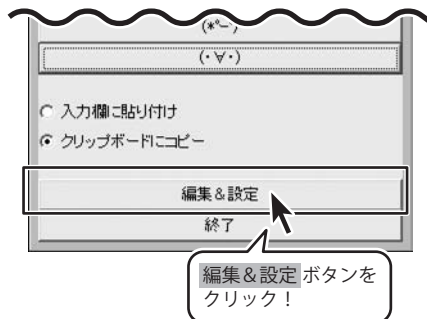 (・∀・)
入力欄に貼り付け
クリップボードにコピー
編集＆設定
終了
編集＆設定 ボタンを
クリック！